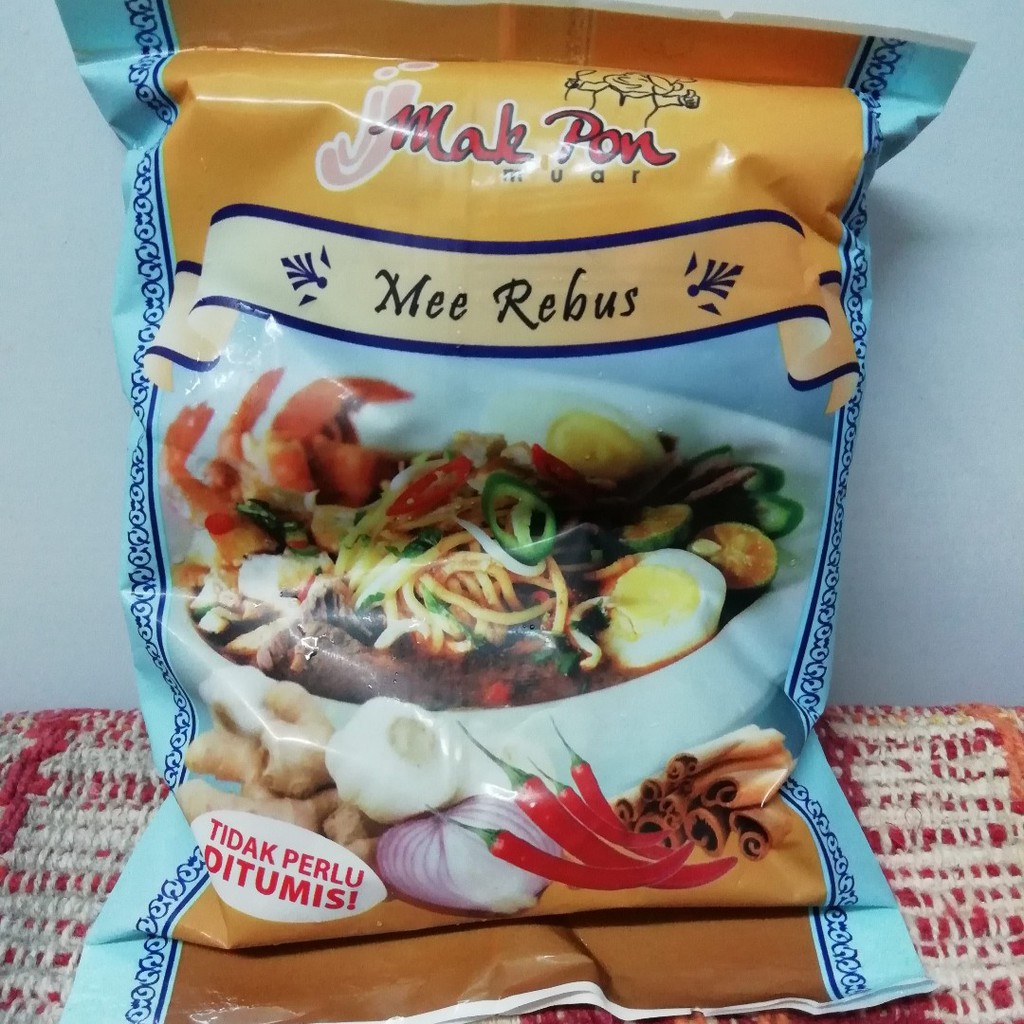 Mak Pon
muar
Mee Rebus
TIDAK PERLU
DITUMIS!